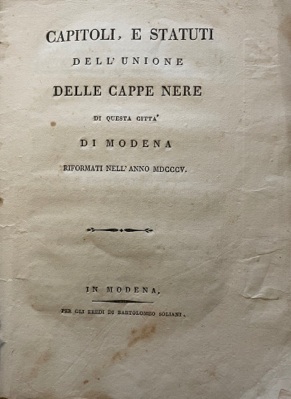 CAPITOLI, E STATUTI
DELL'UNIONE
DELLE CAPPE NERE
DI QUESTA CITTA'
DI MODENA
RIFORMATI NELL'ANNO MDCCCV.
IN MODENA,
PER GLI EREDI DI BARTOLOMEO SOLIANI.